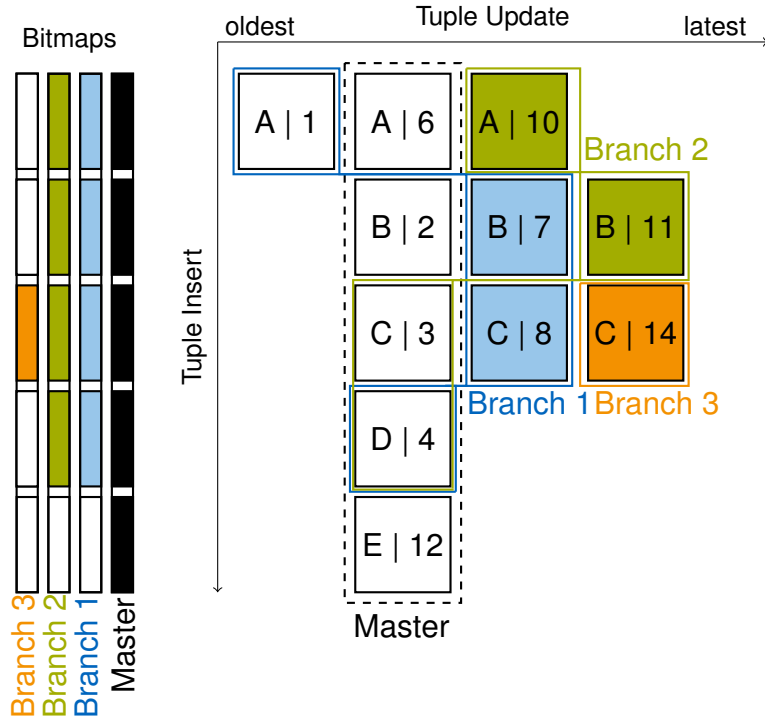 Tuple Update
oldest
latest
Bitmaps
Tuple Insert
A | 1
A | 6
A | 10
Branch 2
B | 2
B | 7
B | 11
C | 3
C | 8
C | 14
Branch 1
Branch 3
D | 4
E | 12
Master
Branch 3
Branch 2
Branch 1
Master